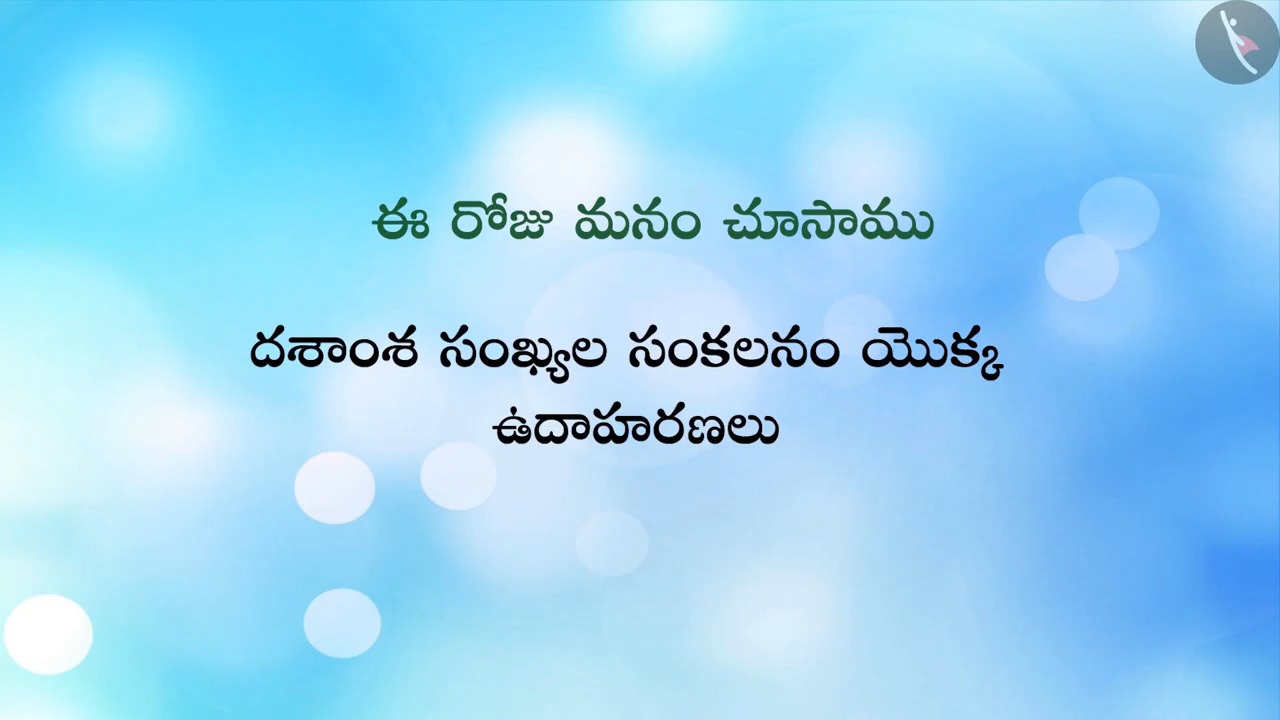 ఈ రోజు మనం చూసాము
దశాంశ సంఖ్యల సంకలనం యొక్క
ఉదాహరణలు